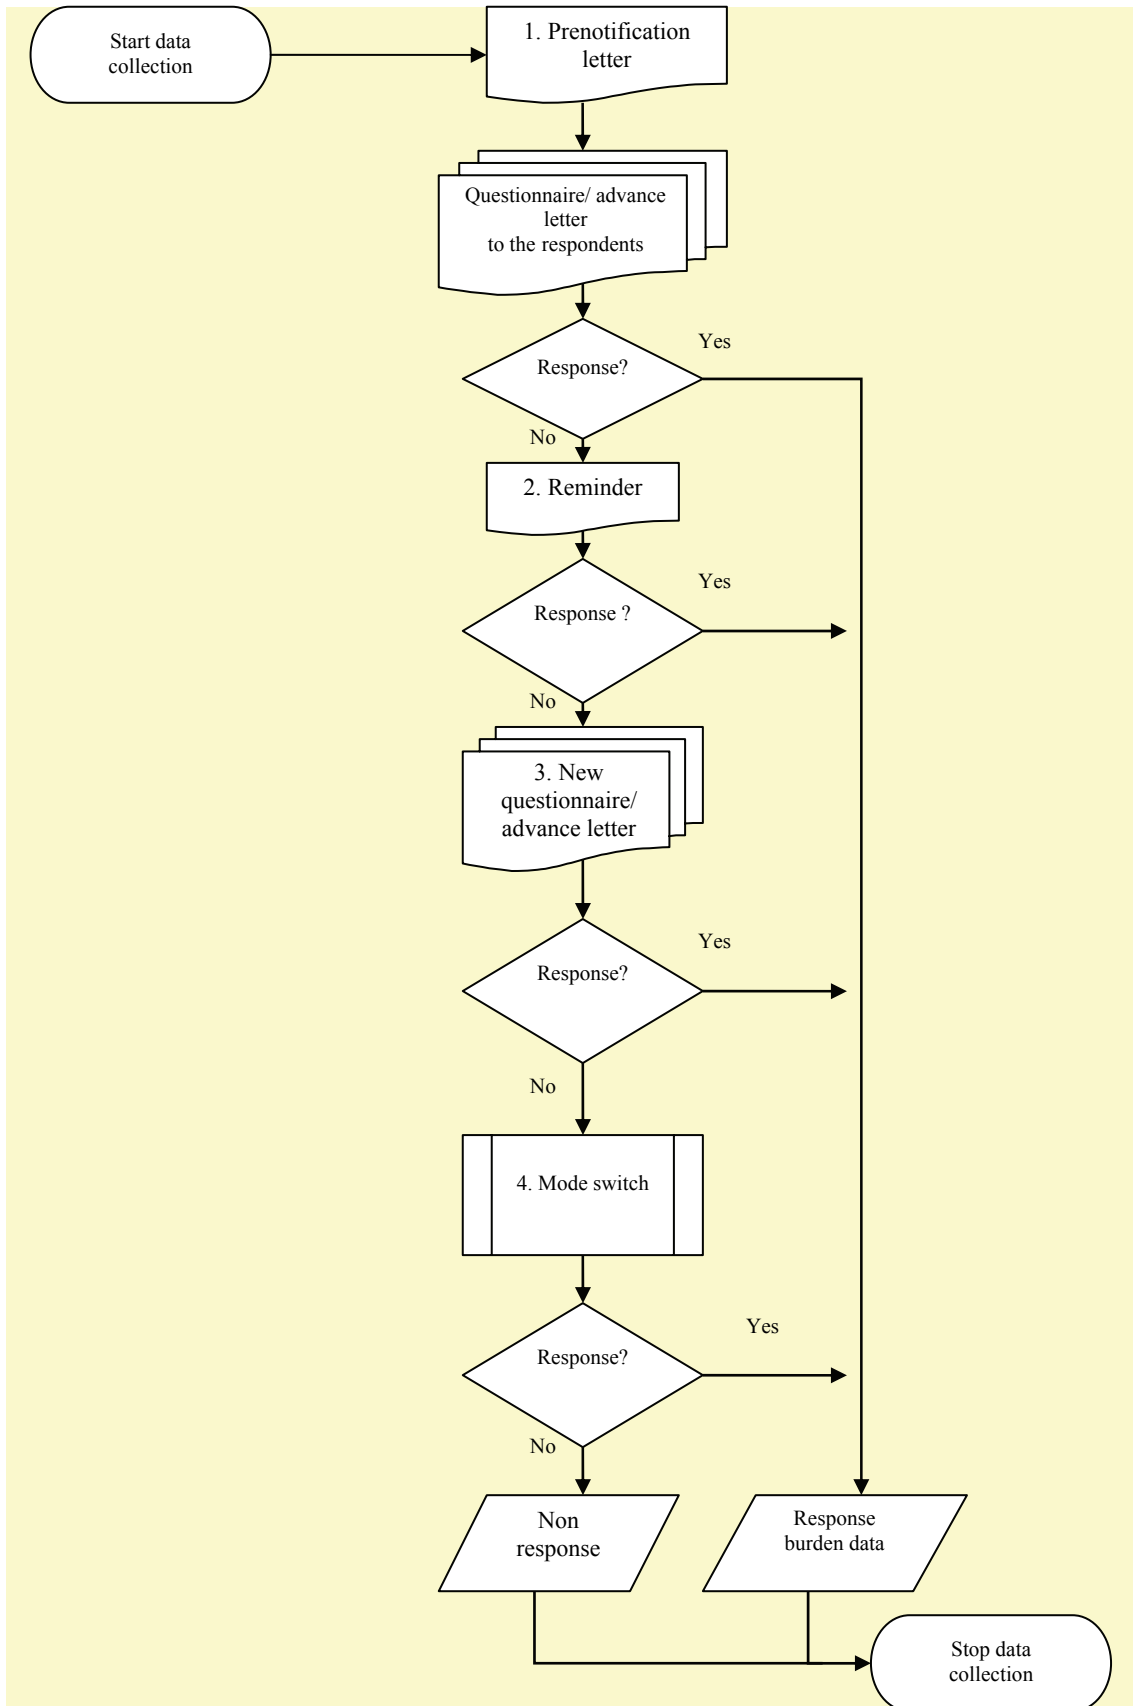 Start data
collection
1. Prenotification
letter
Questionnaire/ advance
letter
to the respondents
Response?
Yes
No
2. Reminder
Response ?
Yes
No
3. New
questionnaire/
advance letter
Response?
Yes
No
4. Mode switch
Response?
Yes
No
Non
response
Response
burden data
Stop data
collection